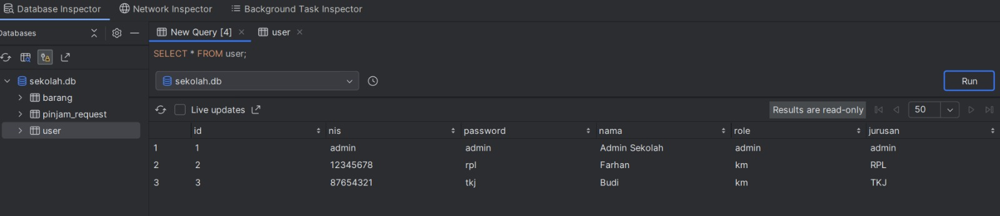 Database Inspector Network Inspector Background Task Inspector
Databases New Query [4] user
SELECT * FROM user;
sekolah.db sekolah.db Run
barang
pinjam_request Live updates Results are read-only 50
user id nis password nama role jurusan
1 1 admin admin Admin Sekolah admin admin
2 2 12345678 rpl Farhan km RPL
3 3 87654321 tkj Budi km TKJ